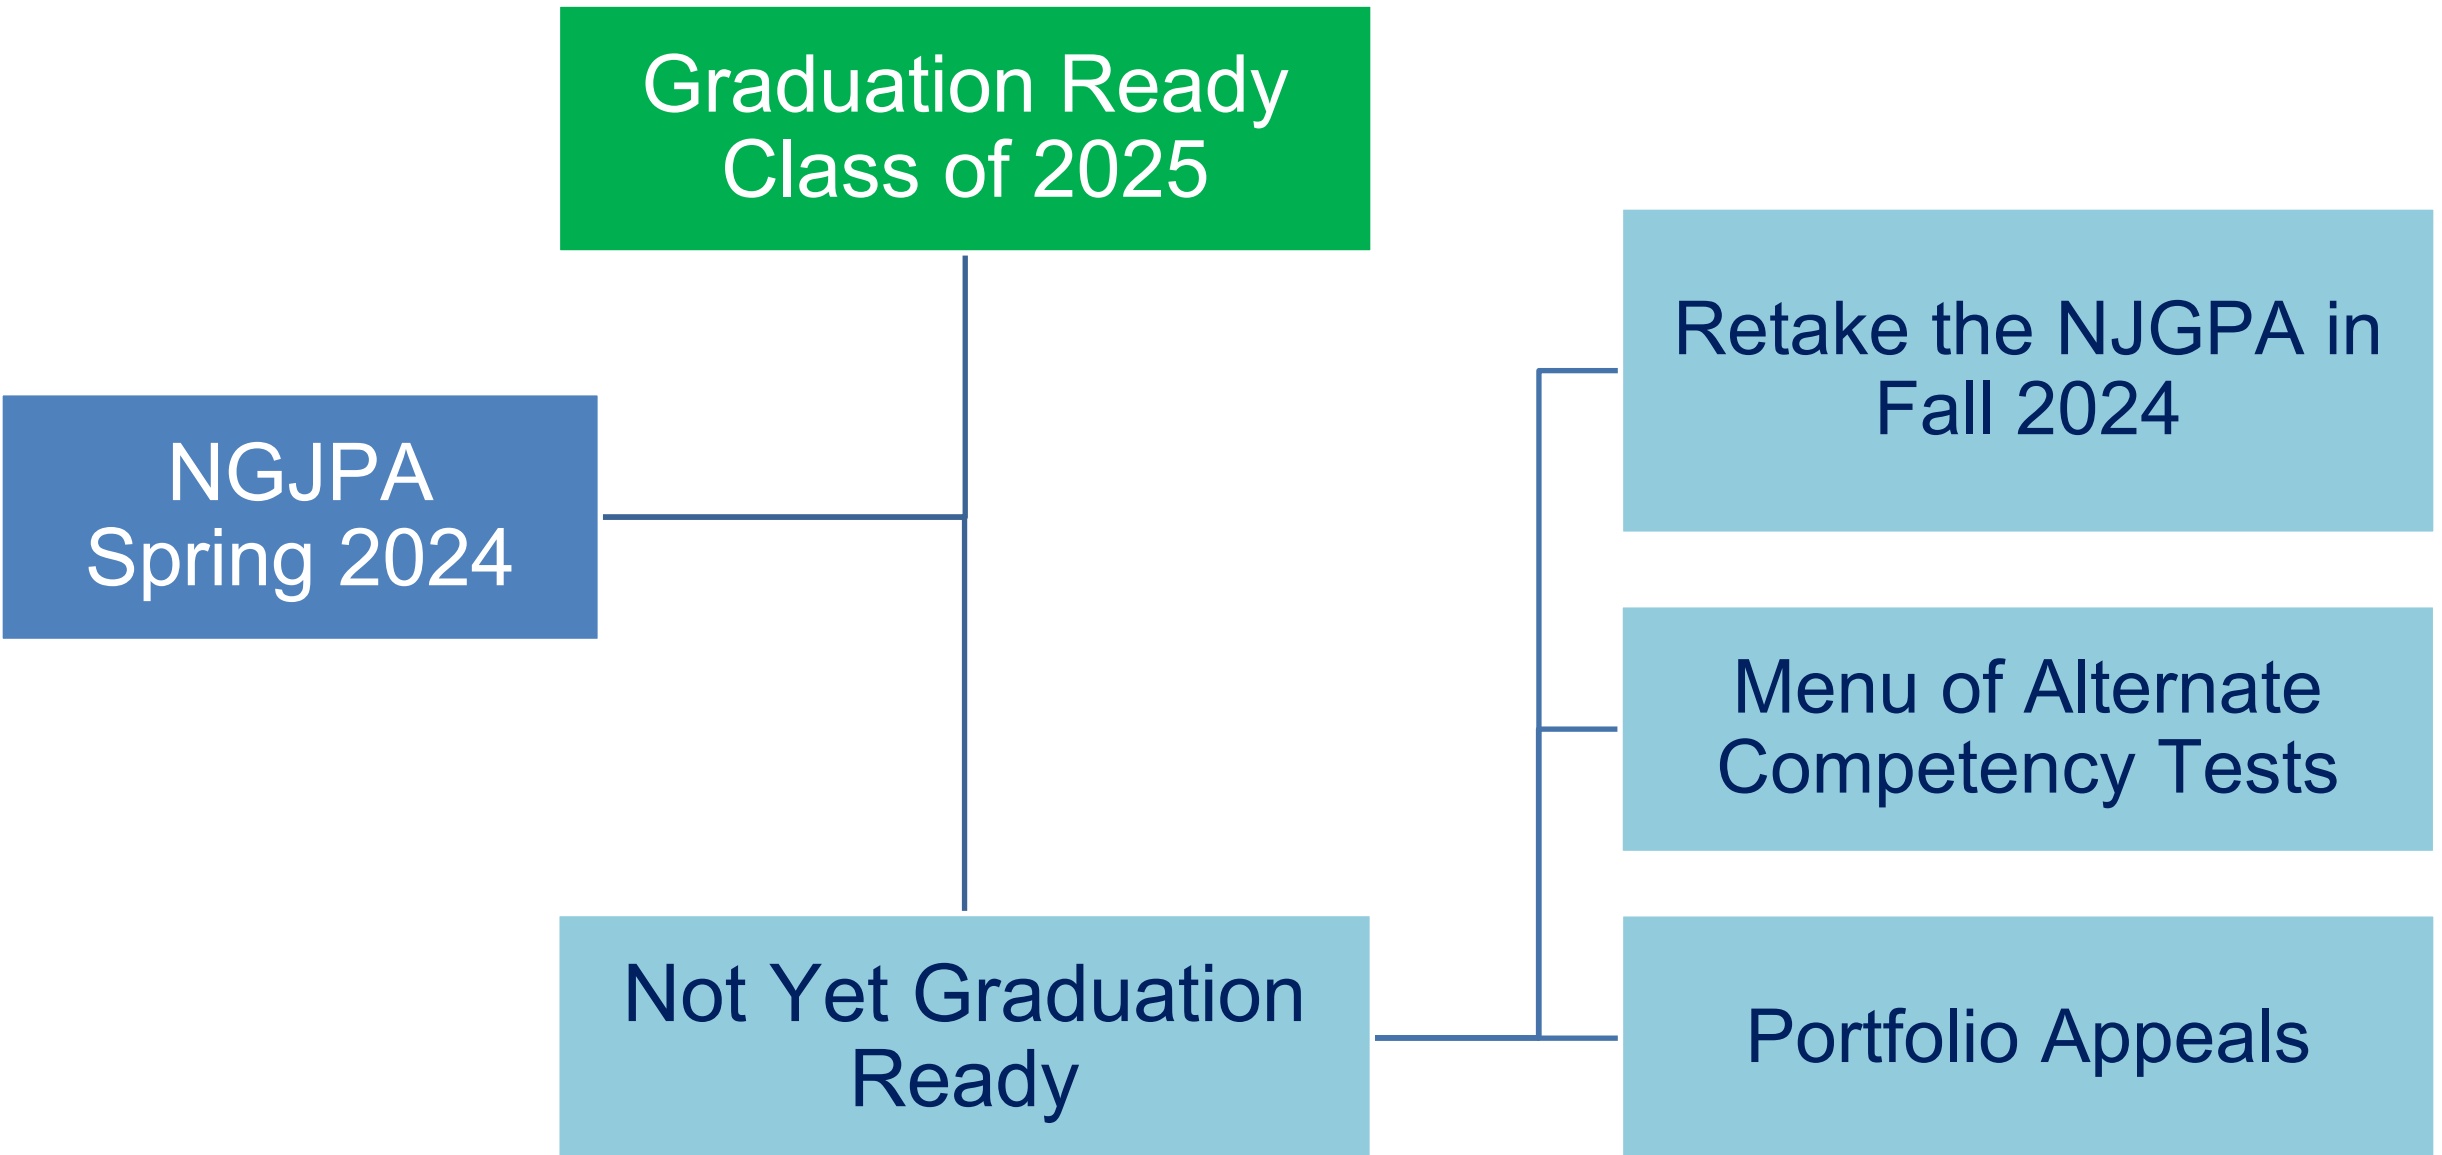 Graduation Ready
Class of 2025
NGJPA
Spring 2024
Not Yet Graduation
Ready
Retake the NJGPA in
Fall 2024
Menu of Alternate
Competency Tests
Portfolio Appeals